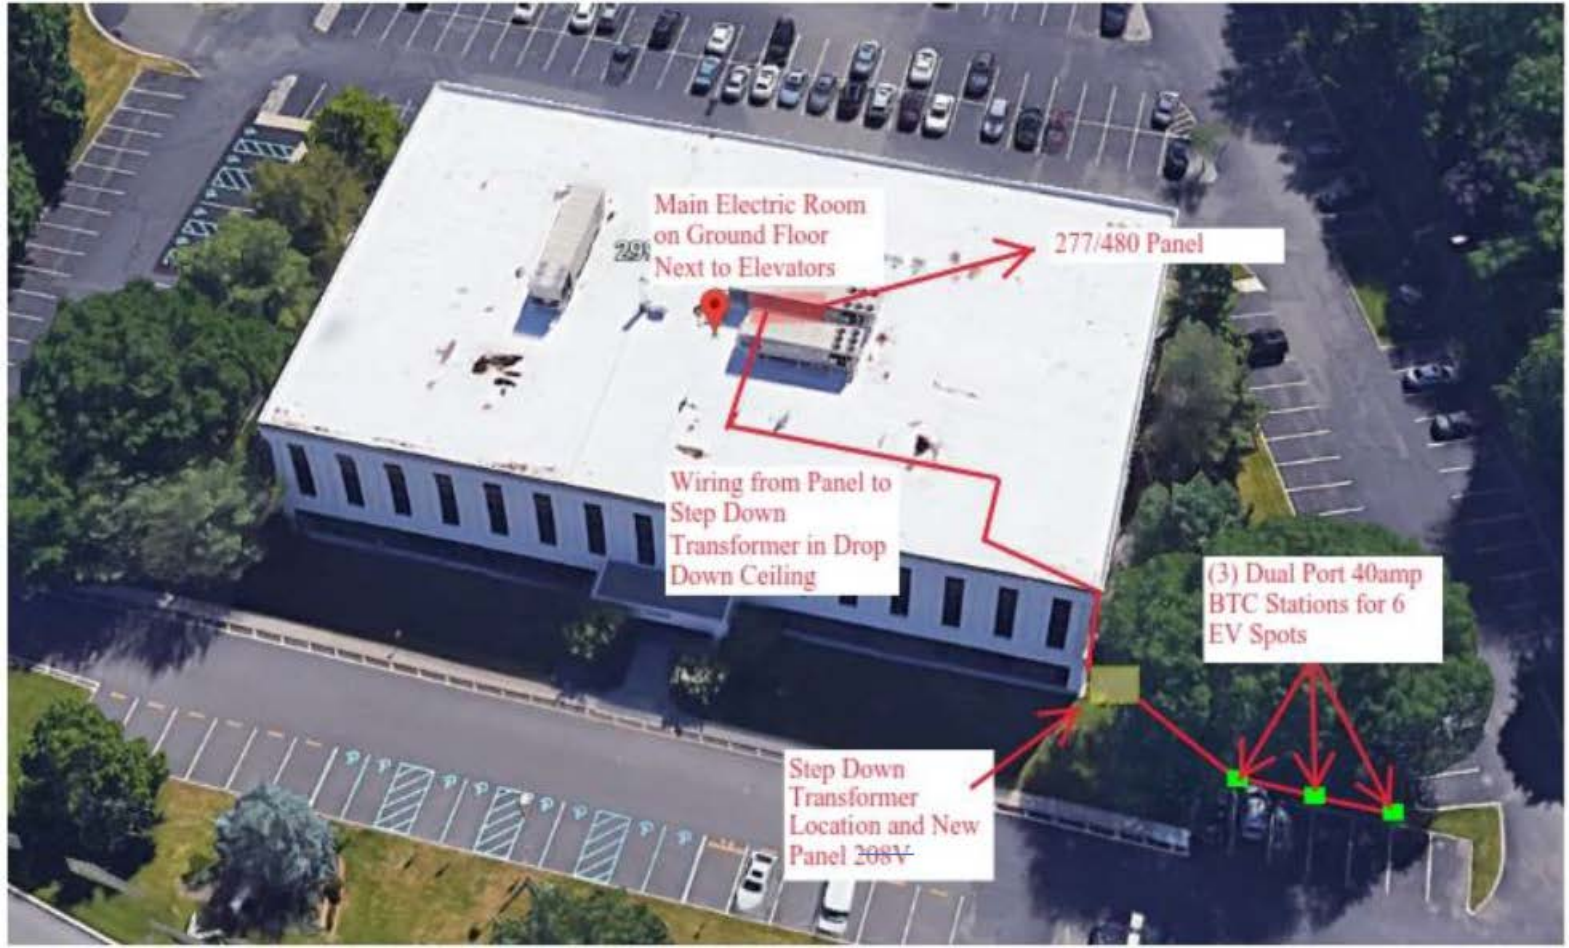 Main Electric Room
on Ground Floor
Next to Elevators
277/480 Panel
29
Wiring from Panel to
Step Down
Transformer in Drop
Down Ceiling
(3) Dual Port 40amp
BTC Stations for 6
EV Spots
Step Down
Transformer
Location and New
Panel 208V